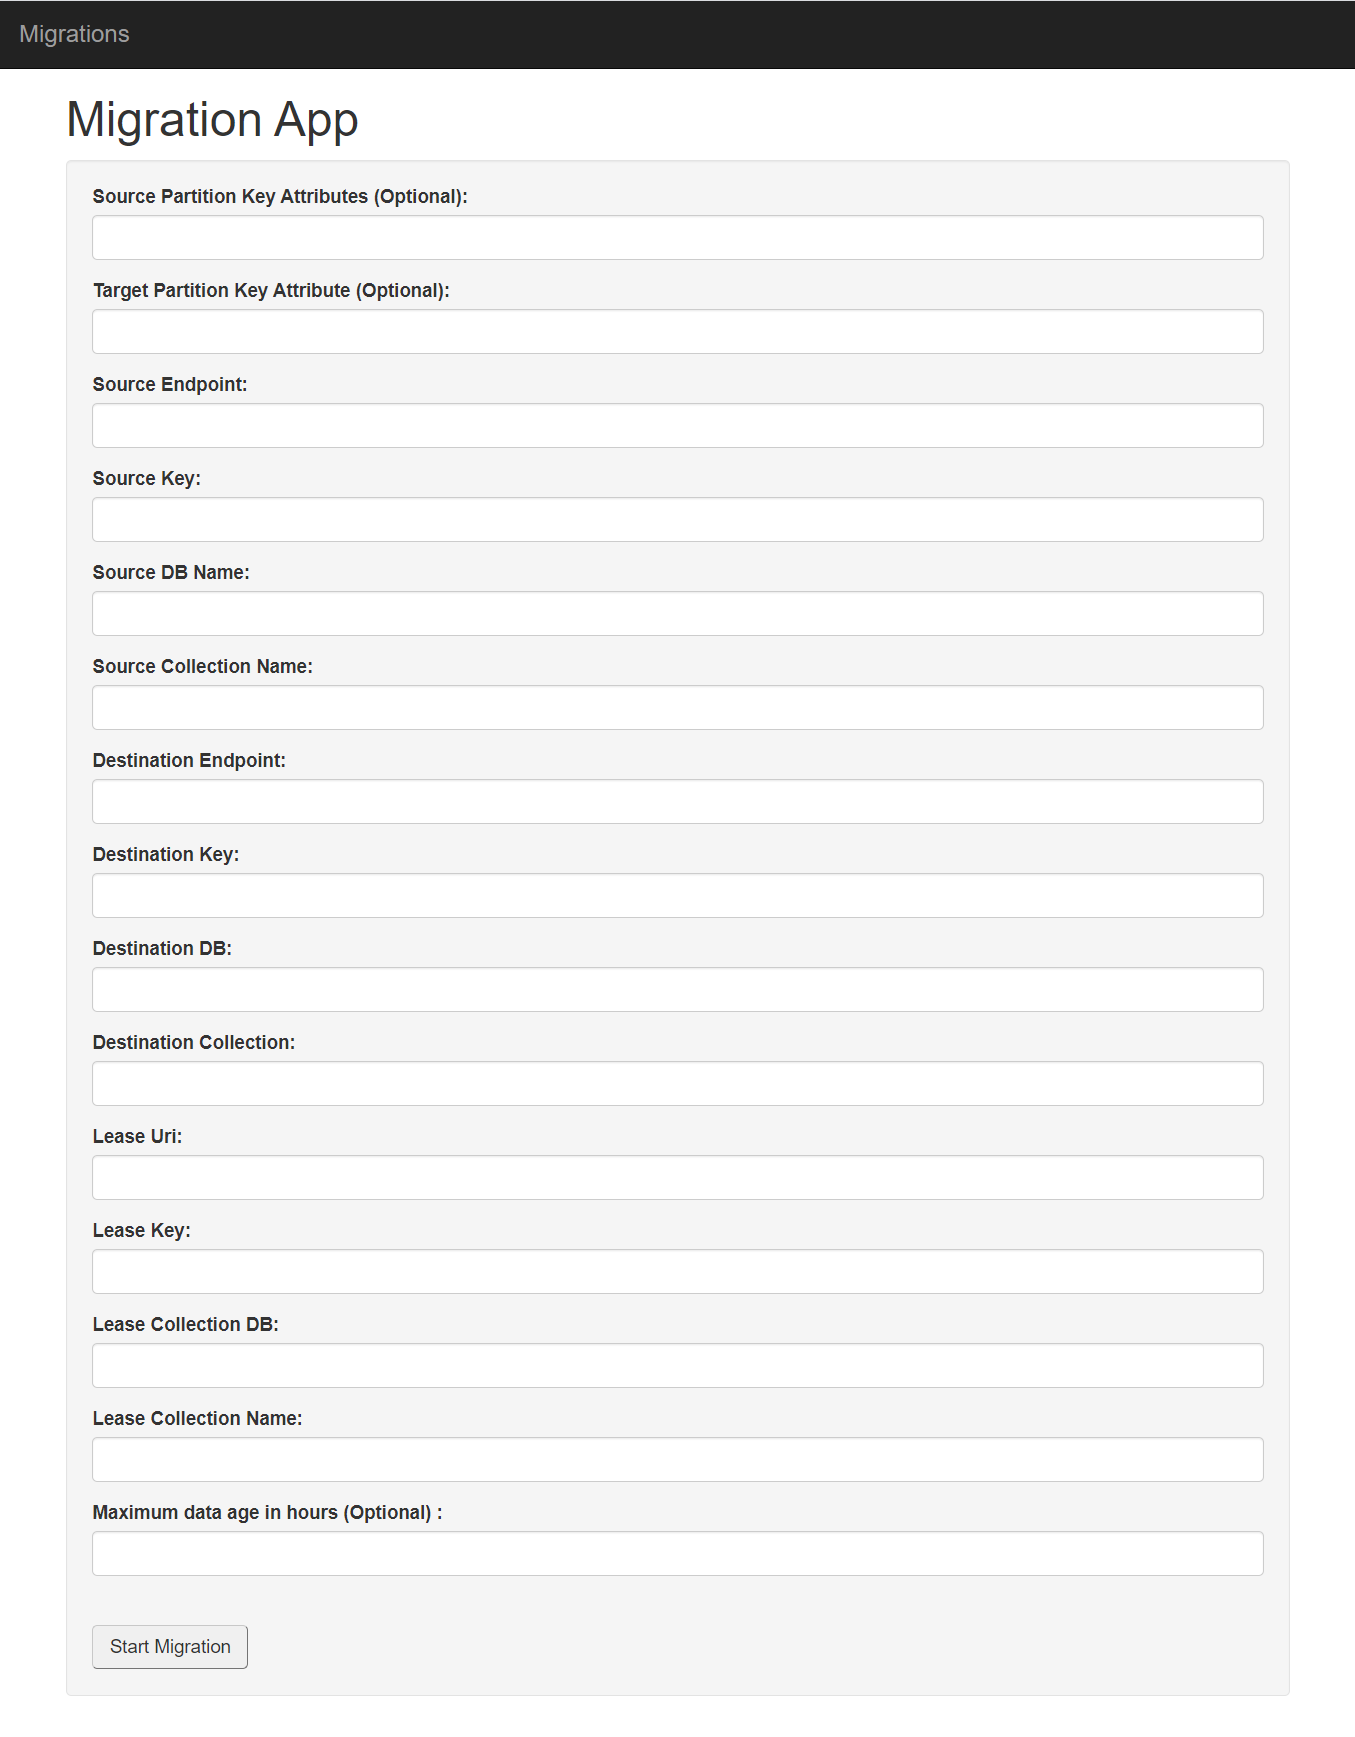 Migrations
Migration App
Source Partition Key Attributes (Optional):
Target Partition Key Attribute (Optional):
Source Endpoint:
Source Key:
Source DB Name:
Source Collection Name:
Destination Endpoint:
Destination Key:
Destination DB:
Destination Collection:
Lease Uri:
Lease Key:
Lease Collection DB:
Lease Collection Name:
Maximum data age in hours (Optional) :
Start Migration